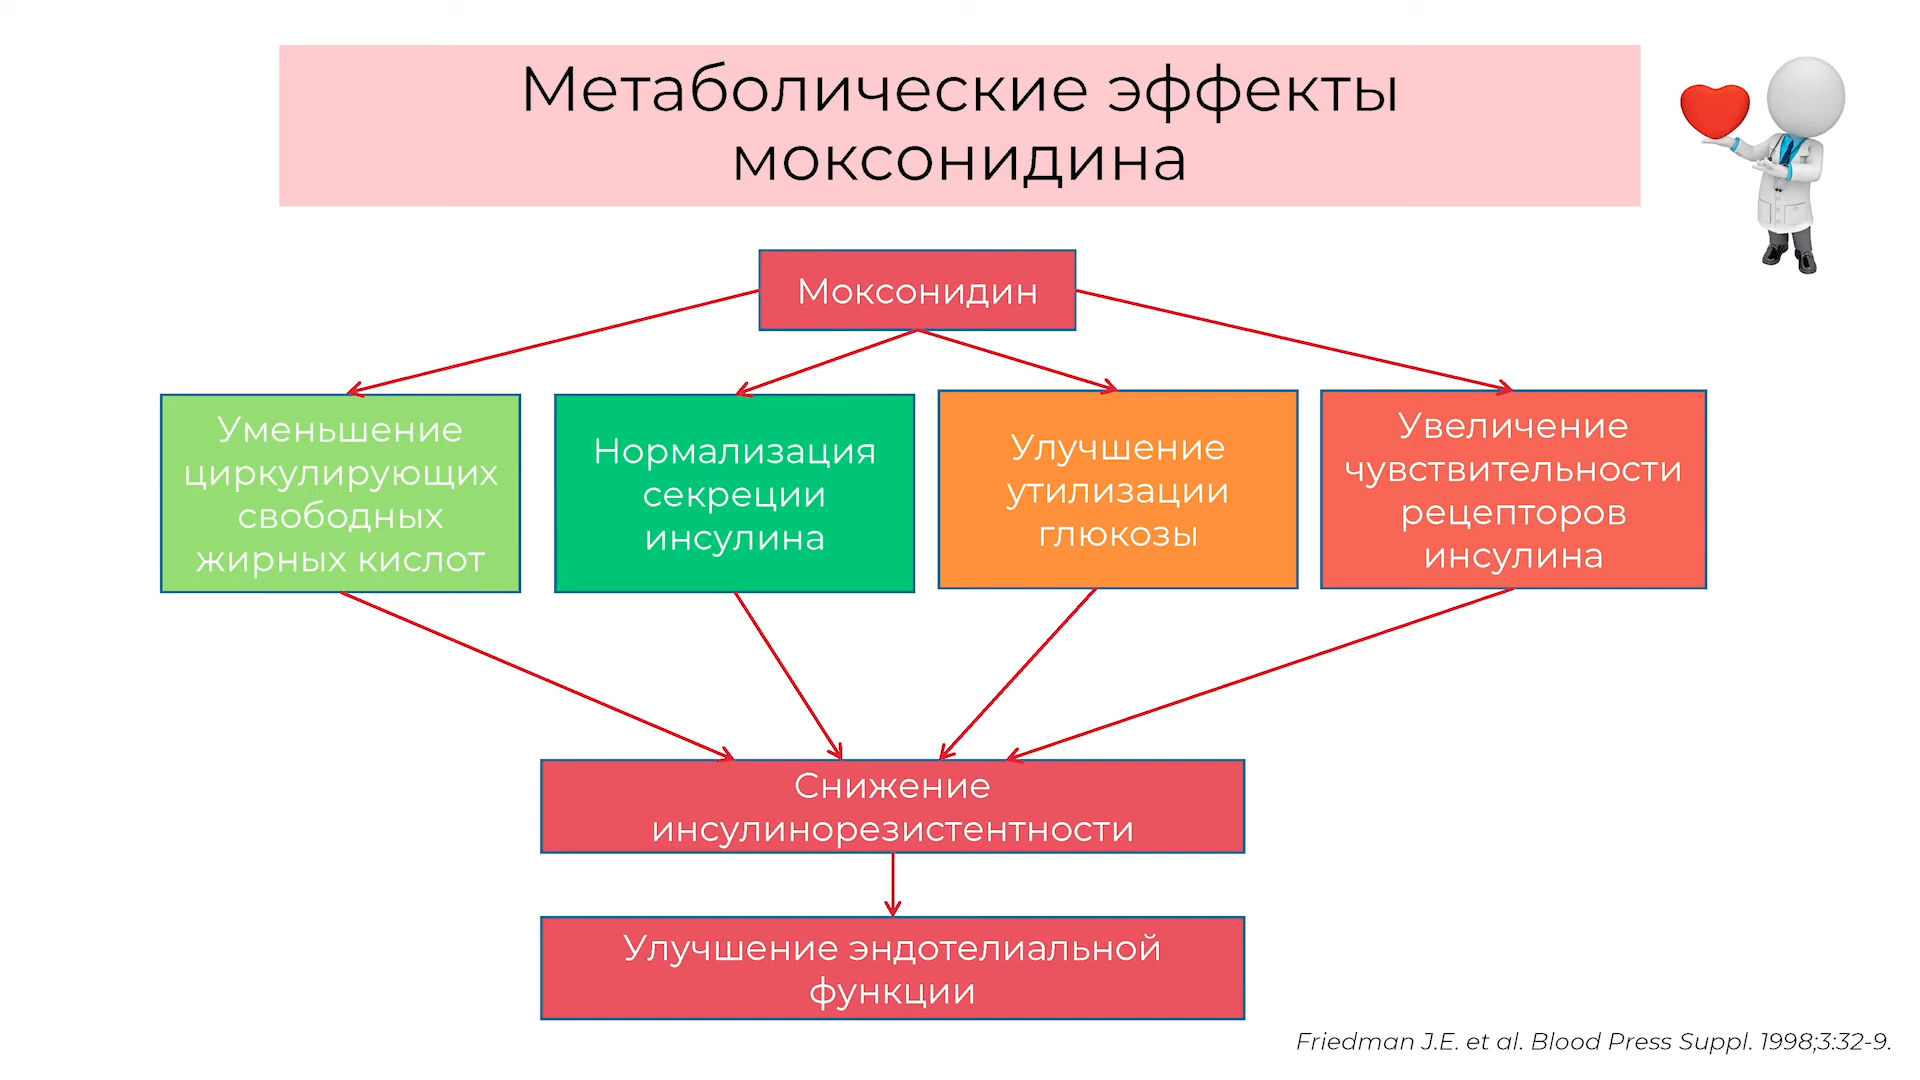 Метаболические эффекты
моксонидина
Моксонидин
Уменьшение
циркулирующих
свободных
жирных кислот
Нормализация
секреции
инсулина
Улучшение
утилизации
глюкозы
Увеличение
чувствительности
рецепторов
инсулина
Снижение
инсулинорезистентности
Улучшение эндотелиальной
функции
Friedman J.E. et al. Blood Press Suppl. 1998;3:32-9.